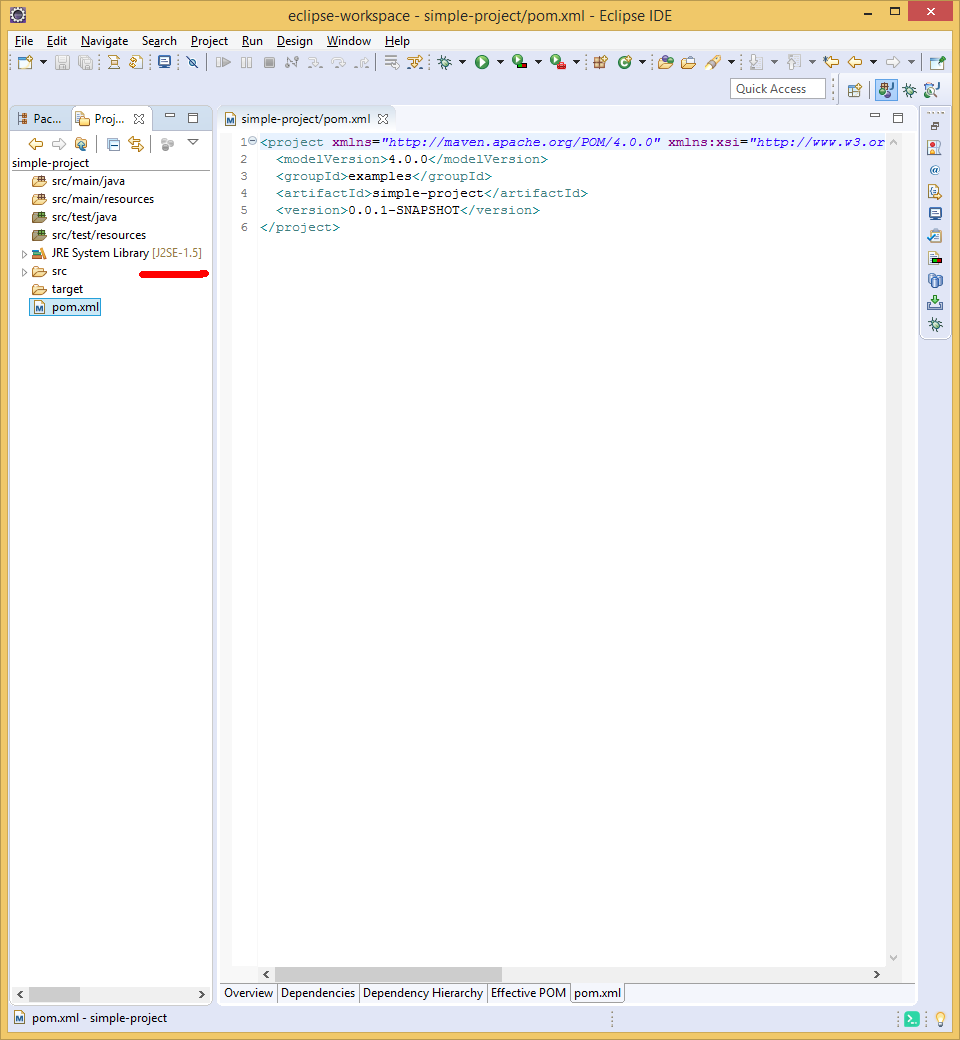 eclipse-workspace - simple-project/pom.xml - Eclipse IDE
File Edit Navigate Search Project Run Design Window Help
Quick Access
Pac...
Proj...
simple-project
src/main/java
src/main/resources
src/test/java
src/test/resources
JRE System Library [J2SE-1.5]
src
target
pom.xml
simple-project/pom.xml
1 <project xmlns="http://maven.apache.org/POM/4.0.0" xmlns:xsi="http://www.w3.or
2 <modelVersion>4.0.0</modelVersion>
3 <groupId>examples</groupId>
4 <artifactId>simple-project</artifactId>
5 <version>0.0.1-SNAPSHOT</version>
6 </project>
Overview Dependencies Dependency Hierarchy Effective POM pom.xml
pom.xml - simple-project